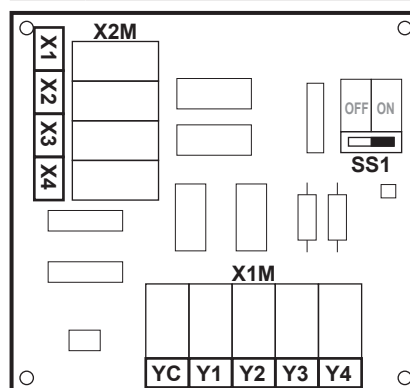 X2M
X1
X2
X3
X4
OFF ON
SS1
X1M
YC Y1 Y2 Y3 Y4